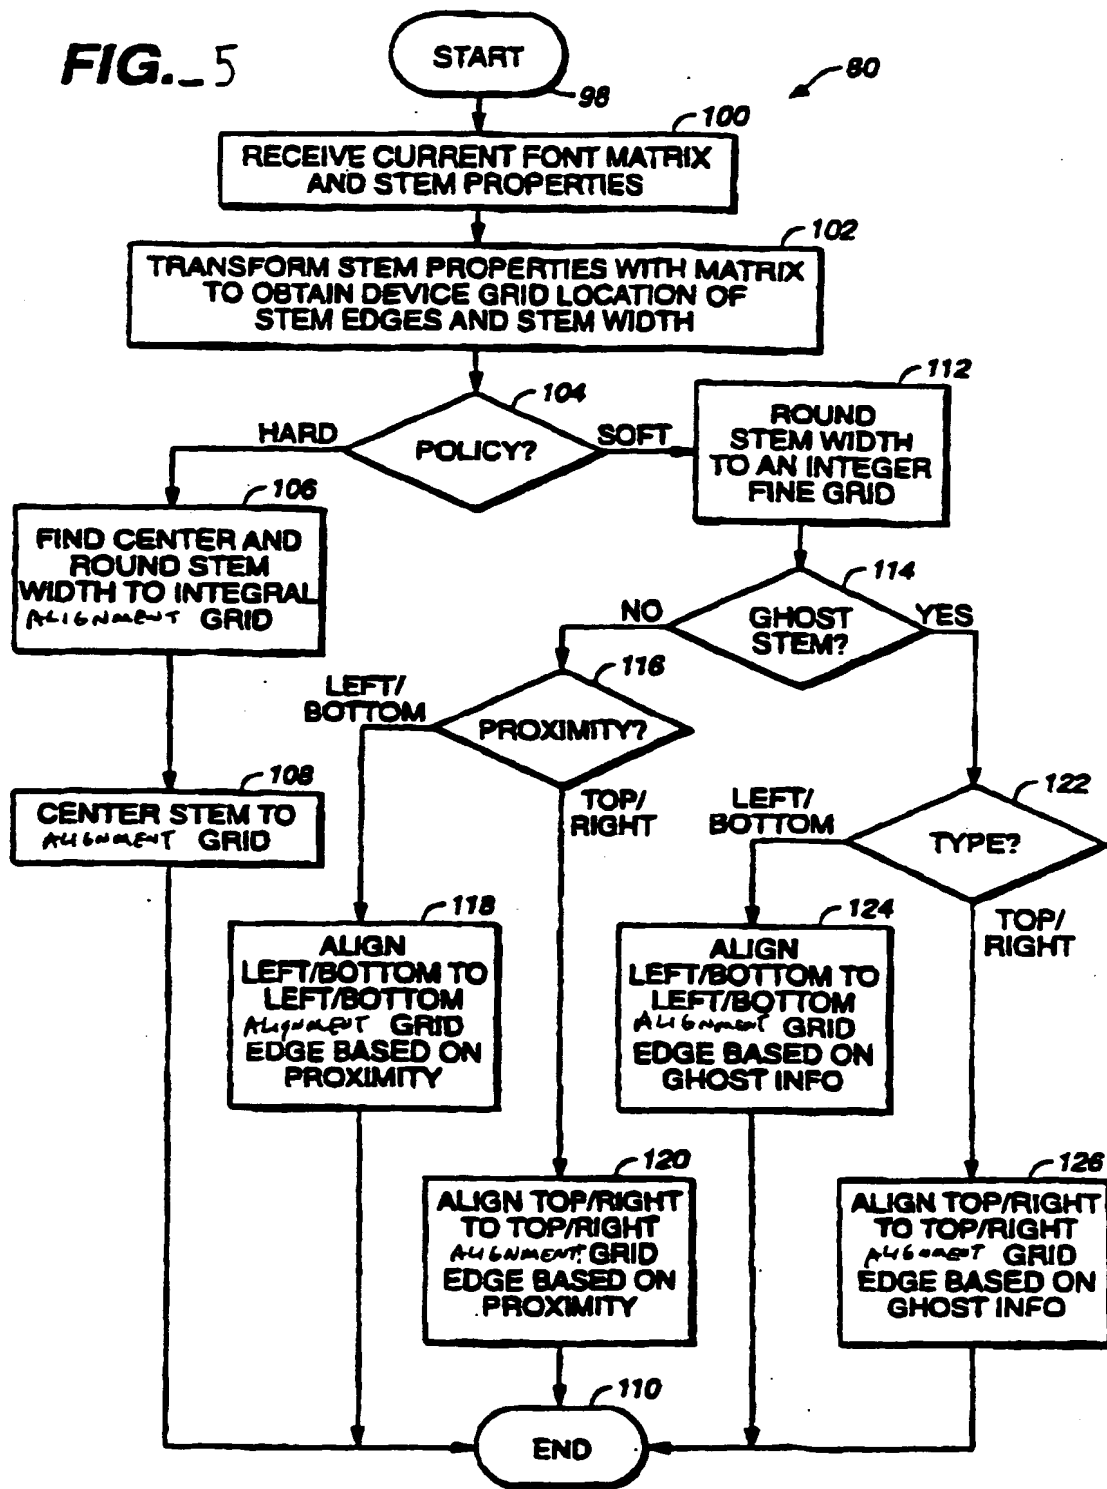 FIG._5
START
98
80
100
RECEIVE CURRENT FONT MATRIX
AND STEM PROPERTIES
102
TRANSFORM STEM PROPERTIES WITH MATRIX
TO OBTAIN DEVICE GRID LOCATION OF
STEM EDGES AND STEM WIDTH
104
POLICY?
HARD
SOFT
112
ROUND
STEM WIDTH
TO AN INTEGER
FINE GRID
106
FIND CENTER AND
ROUND STEM
WIDTH TO INTEGRAL
ALIGNMENT GRID
114
GHOST
STEM?
NO
YES
116
PROXIMITY?
LEFT/
BOTTOM
TOP/
RIGHT
108
CENTER STEM TO
ALIGNMENT GRID
122
TYPE?
LEFT/
BOTTOM
TOP/
RIGHT
118
ALIGN
LEFT/BOTTOM TO
LEFT/BOTTOM
ALIGNMENT GRID
EDGE BASED ON
PROXIMITY
124
ALIGN
LEFT/BOTTOM TO
LEFT/BOTTOM
ALIGNMENT GRID
EDGE BASED ON
GHOST INFO
120
ALIGN TOP/RIGHT
TO TOP/RIGHT
ALIGNMENT GRID
EDGE BASED ON
PROXIMITY
126
ALIGN TOP/RIGHT
TO TOP/RIGHT
ALIGNMENT GRID
EDGE BASED ON
GHOST INFO
110
END